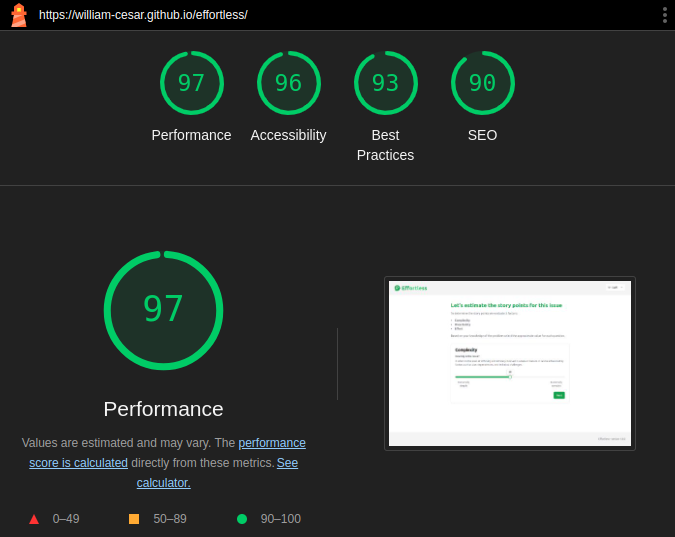 https://william-cesar.github.io/effortless/
97
96
93
90
Performance
Accessibility
Best
Practices
SEO
97
effortless
Let's estimate the story points for this issue
Complexity
Performance
Values are estimated and may vary. The performance
score is calculated directly from these metrics. See
calculator.
0–49
50–89
90–100